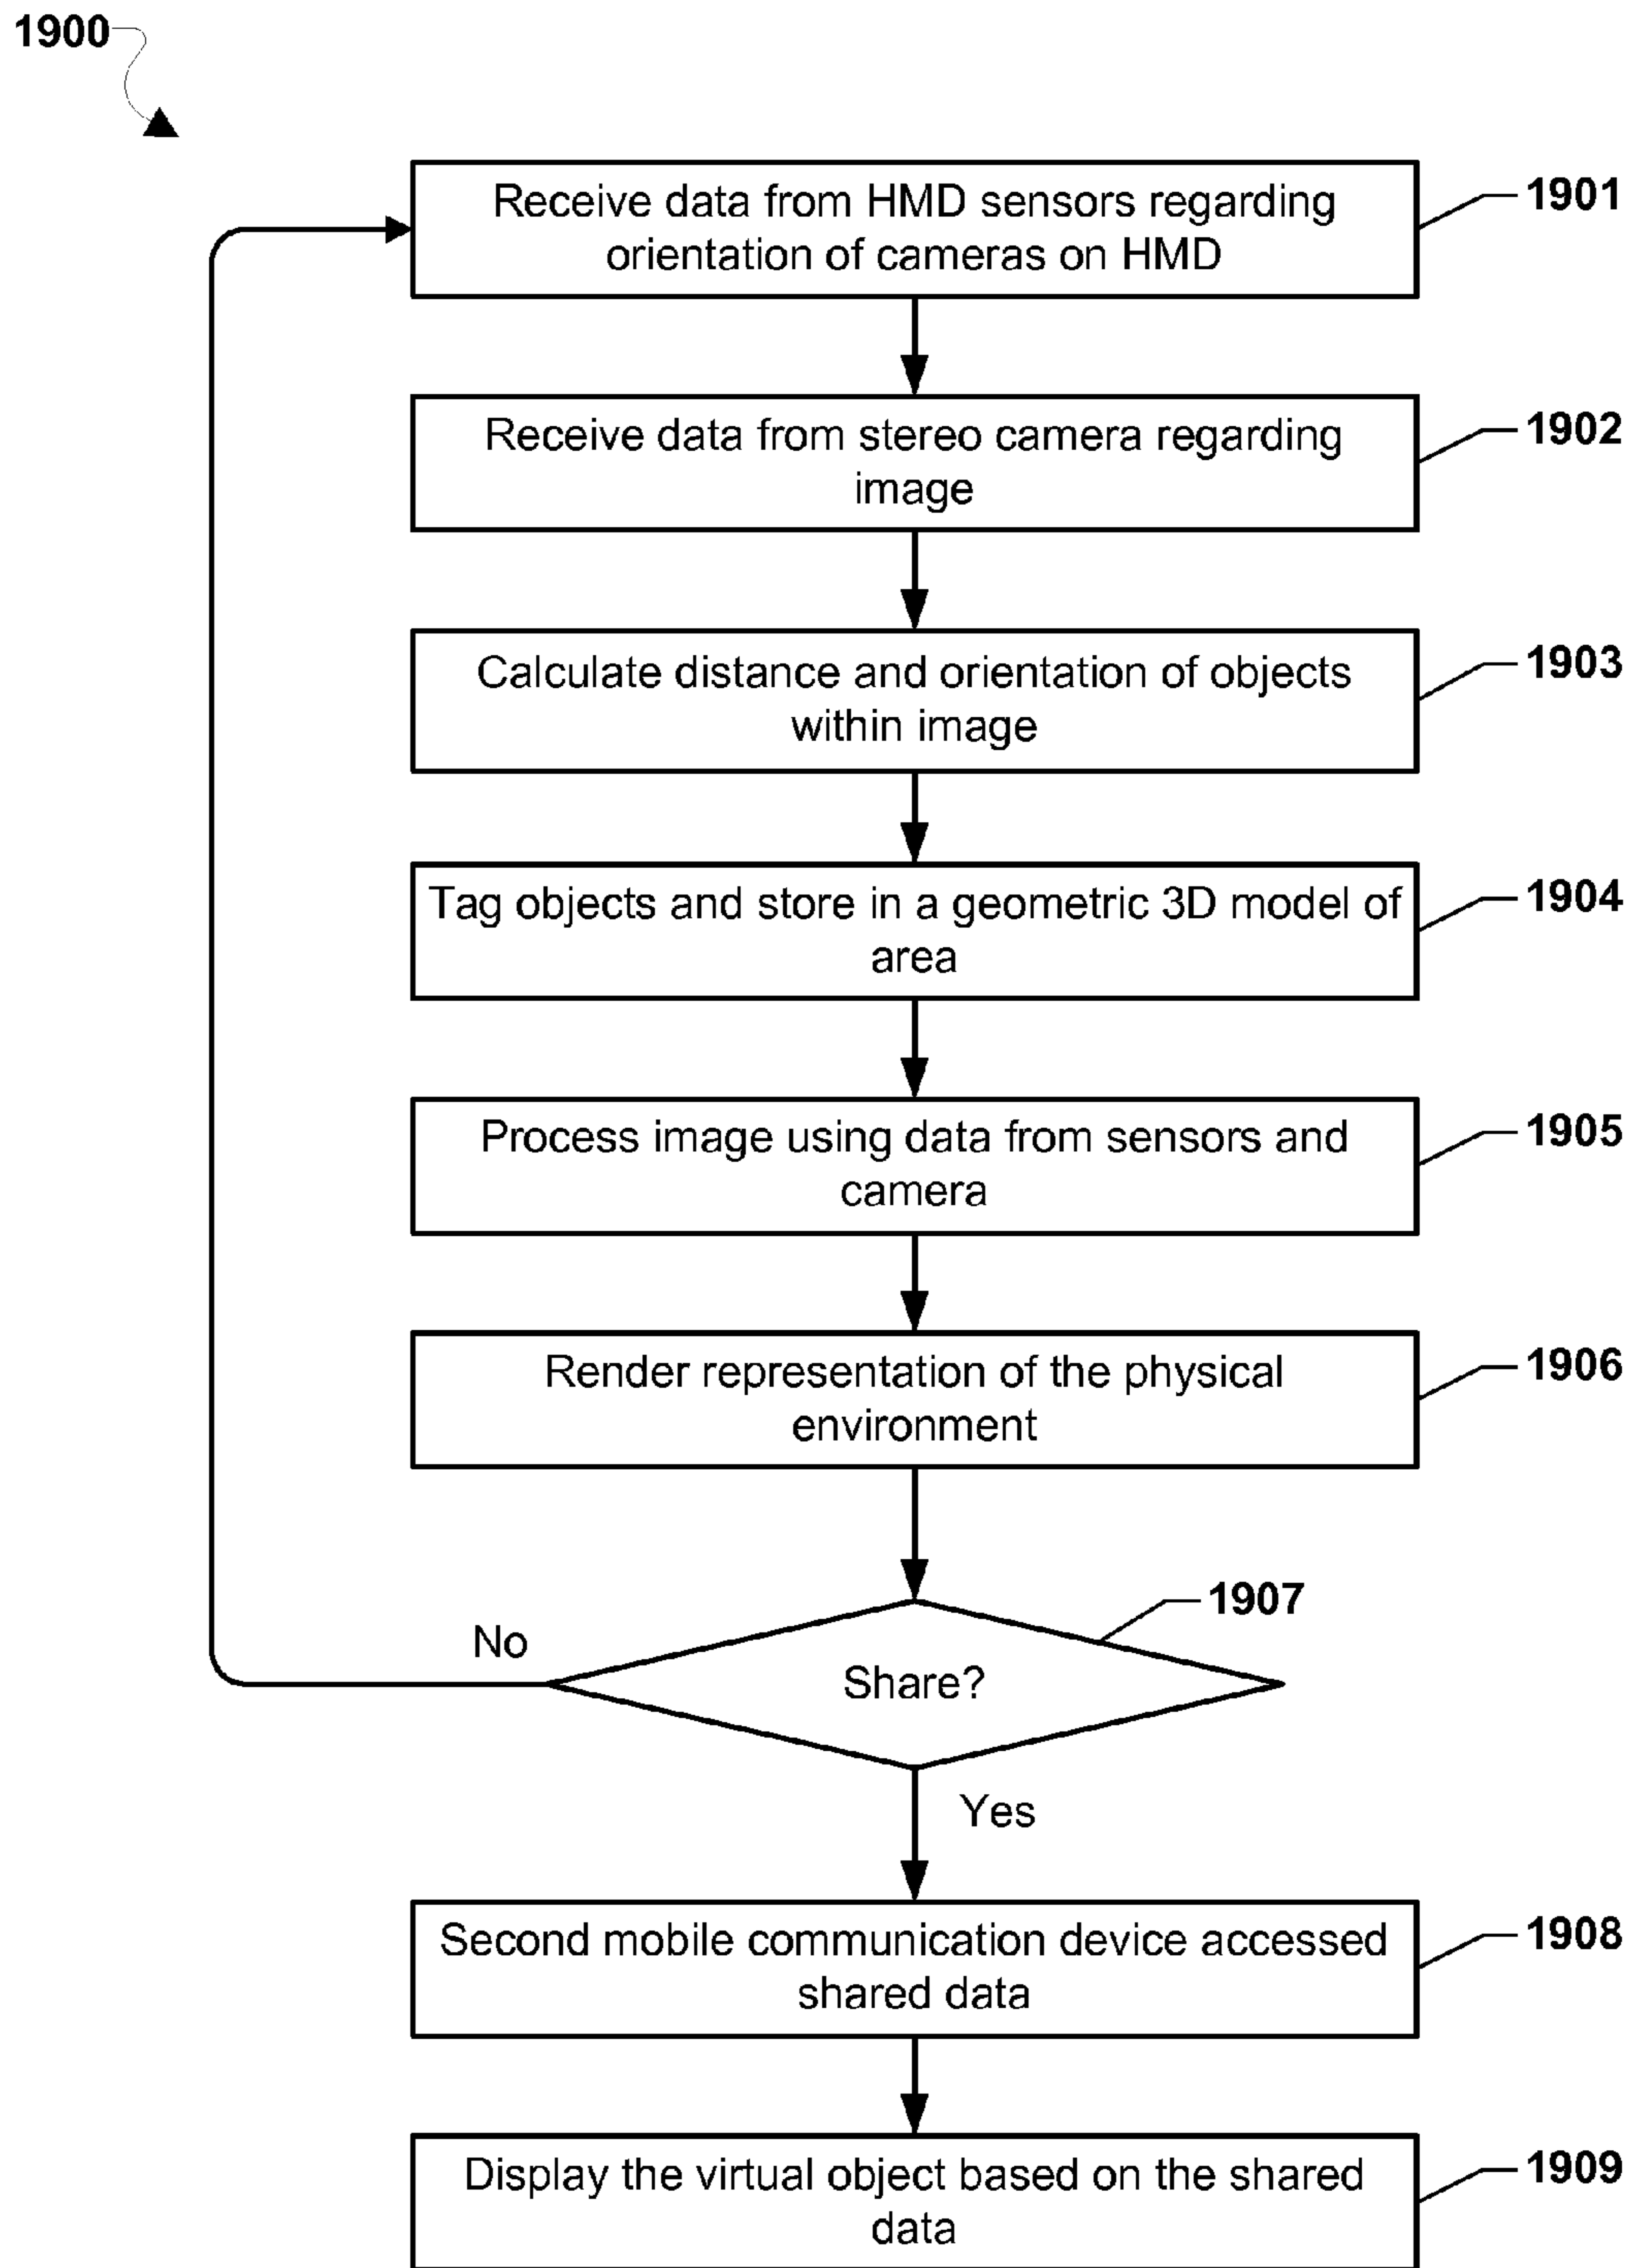 1900
Receive data from HMD sensors regarding
orientation of cameras on HMD
1901
Receive data from stereo camera regarding
image
1902
Calculate distance and orientation of objects
within image
1903
Tag objects and store in a geometric 3D model of
area
1904
Process image using data from sensors and
camera
1905
Render representation of the physical
environment
1906
1907
No
Share?
Yes
Second mobile communication device accessed
shared data
1908
Display the virtual object based on the shared
data
1909